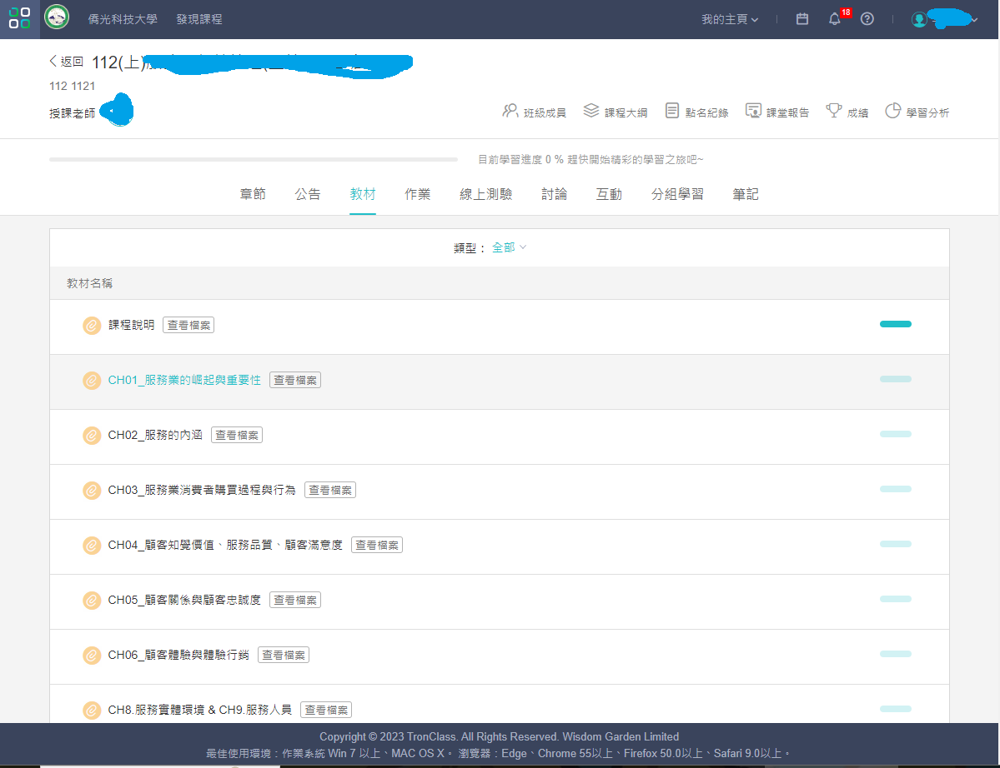 僑光科技大學 發現課程 我的主頁 18
返回 112(上)
112 1121
授課老師
班級成員 課程大綱 點名紀錄 課堂報告 成績 學習分析
目前學習進度 0 % 趕快開始精彩的學習之旅吧~
章節 公告 教材 作業 線上測驗 討論 互動 分組學習 筆記
類型： 全部
教材名稱
課程說明 查看檔案
CH01_服務業的崛起與重要性 查看檔案
CH02_服務的內涵 查看檔案
CH03_服務業消費者購買過程與行為 查看檔案
CH04_顧客知覺價值、服務品質、顧客滿意度 查看檔案
CH05_顧客關係與顧客忠誠度 查看檔案
CH06_顧客體驗與體驗行銷 查看檔案
CH8.服務實體環境 & CH9.服務人員 查看檔案
Copyright © 2023 TronClass. All Rights Reserved. Wisdom Garden Limited
最佳使用環境：作業系統 Win 7 以上、MAC OS X。 瀏覽器：Edge、Chrome 55以上、Firefox 50.0以上、Safari 9.0以上。